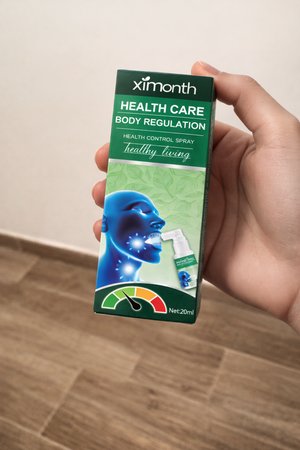 ximonth
HEALTH CARE
BODY REGULATION
HEALTH CONTROL SPRAY
healthy living
Net:20ml